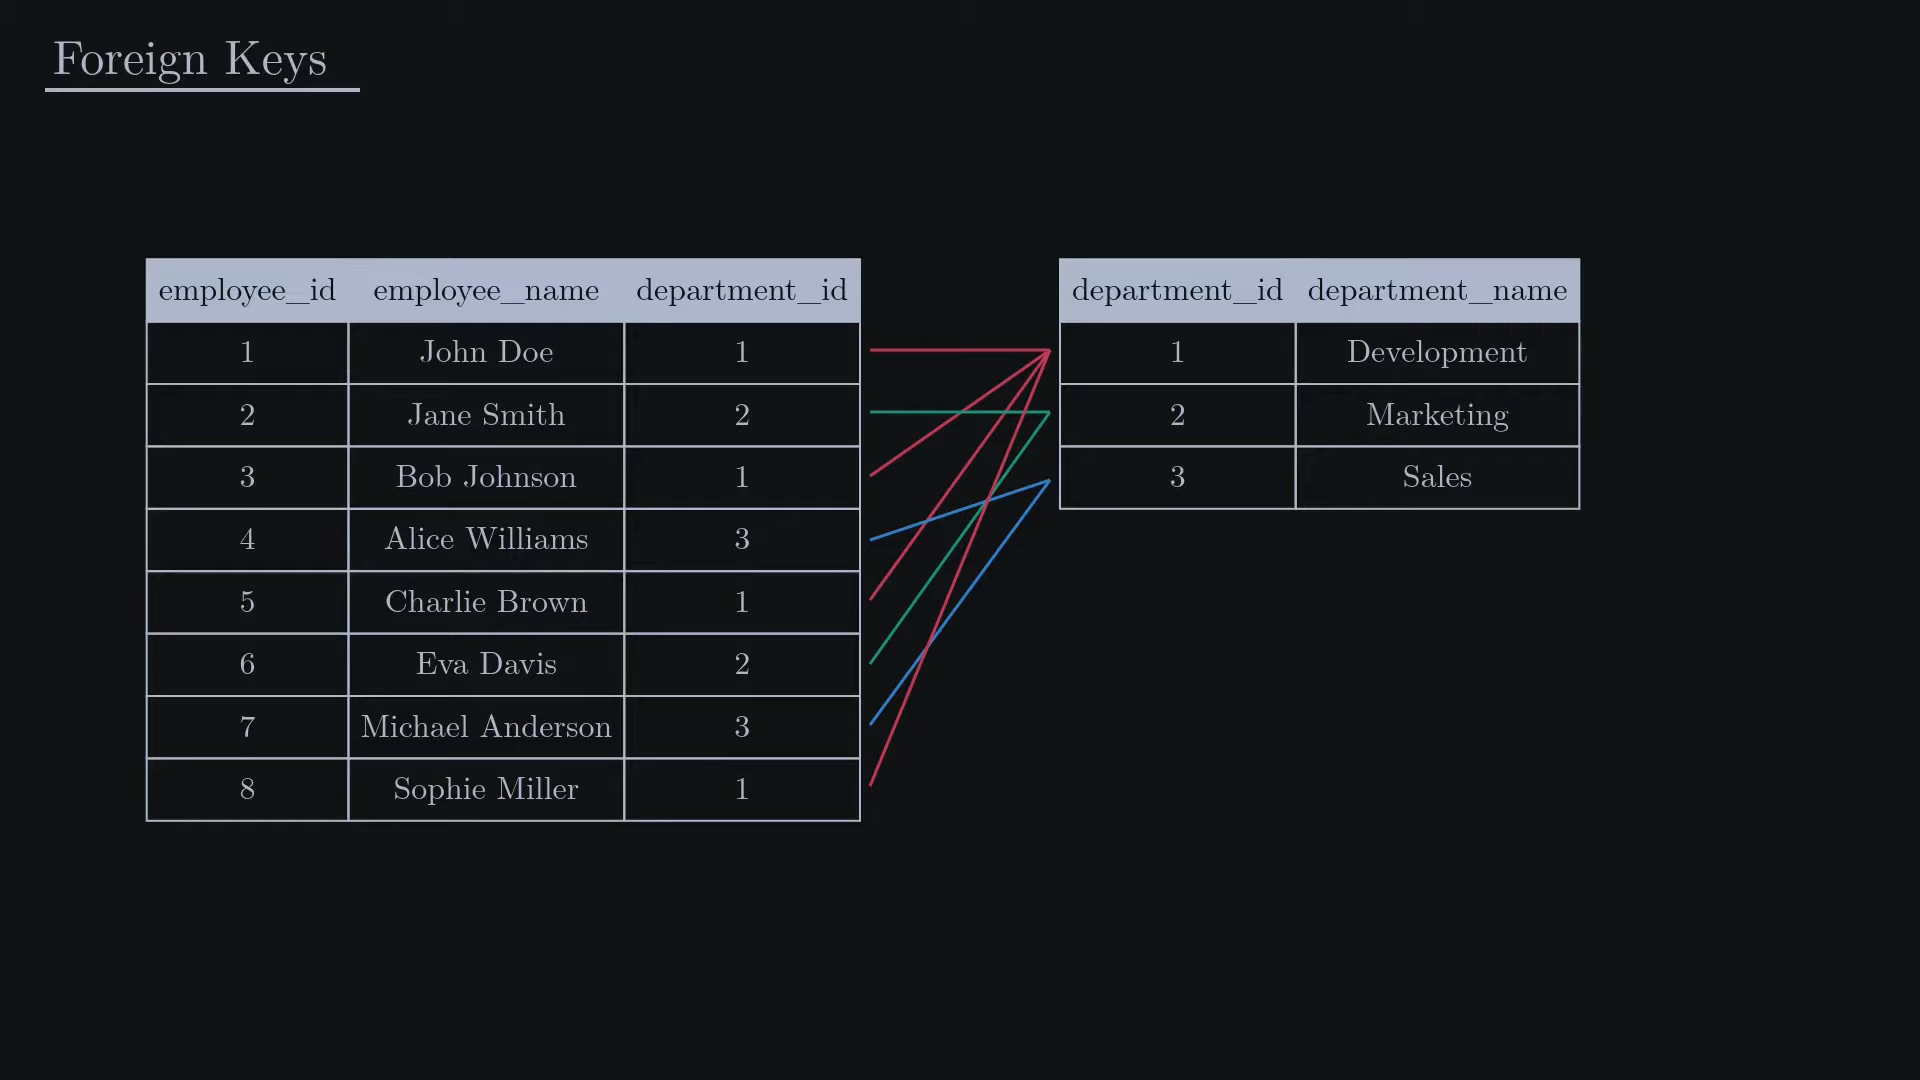 Foreign Keys
employee_id employee_name department_id
1 John Doe 1
2 Jane Smith 2
3 Bob Johnson 1
4 Alice Williams 3
5 Charlie Brown 1
6 Eva Davis 2
7 Michael Anderson 3
8 Sophie Miller 1
department_id department_name
1 Development
2 Marketing
3 Sales